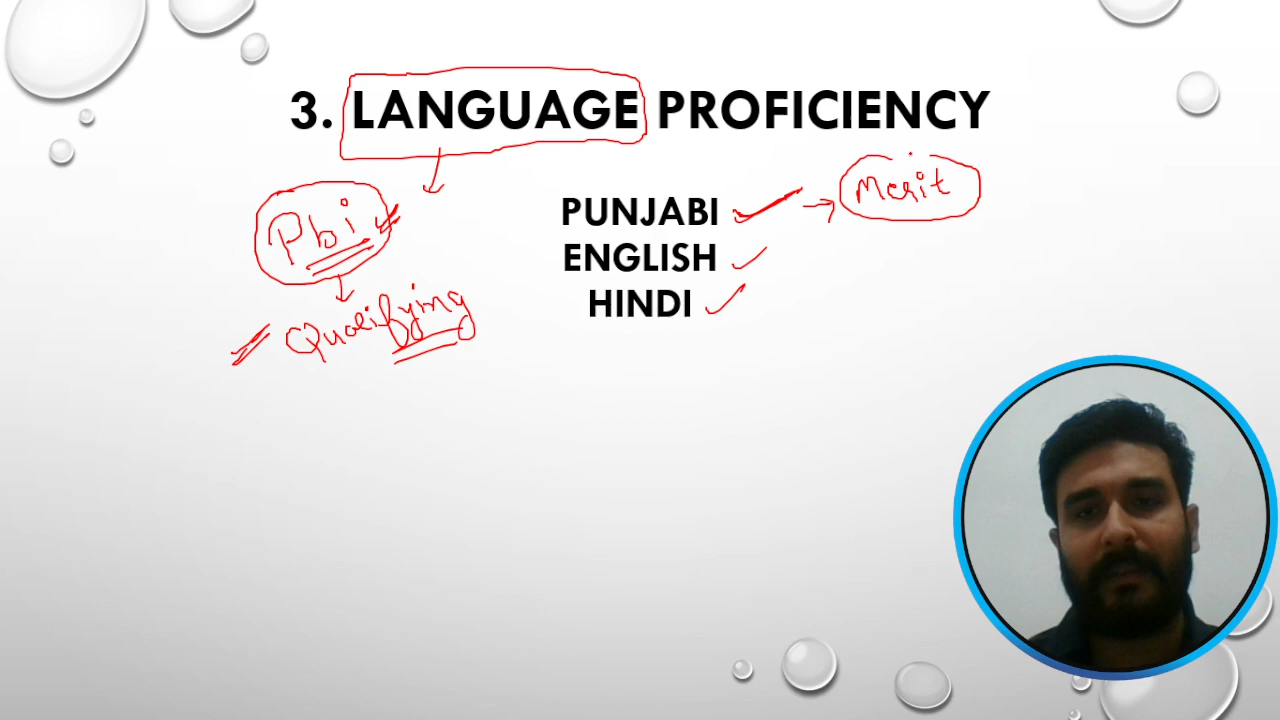 3. LANGUAGE PROFICIENCY
Pbi
Qualifying
PUNJABI
Merit
ENGLISH
HINDI